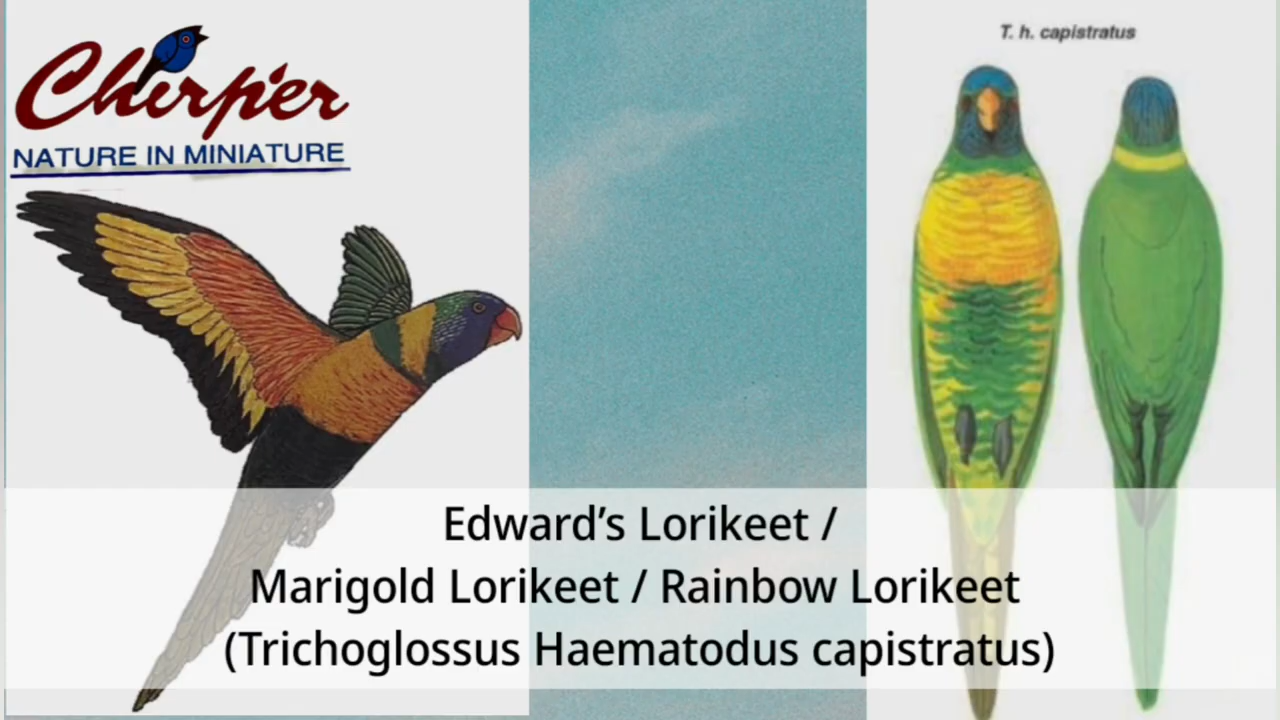 Chirper
NATURE IN MINIATURE
T. h. capistratus
Edward’s Lorikeet /
Marigold Lorikeet / Rainbow Lorikeet
(Trichoglossus Haematodus capistratus)